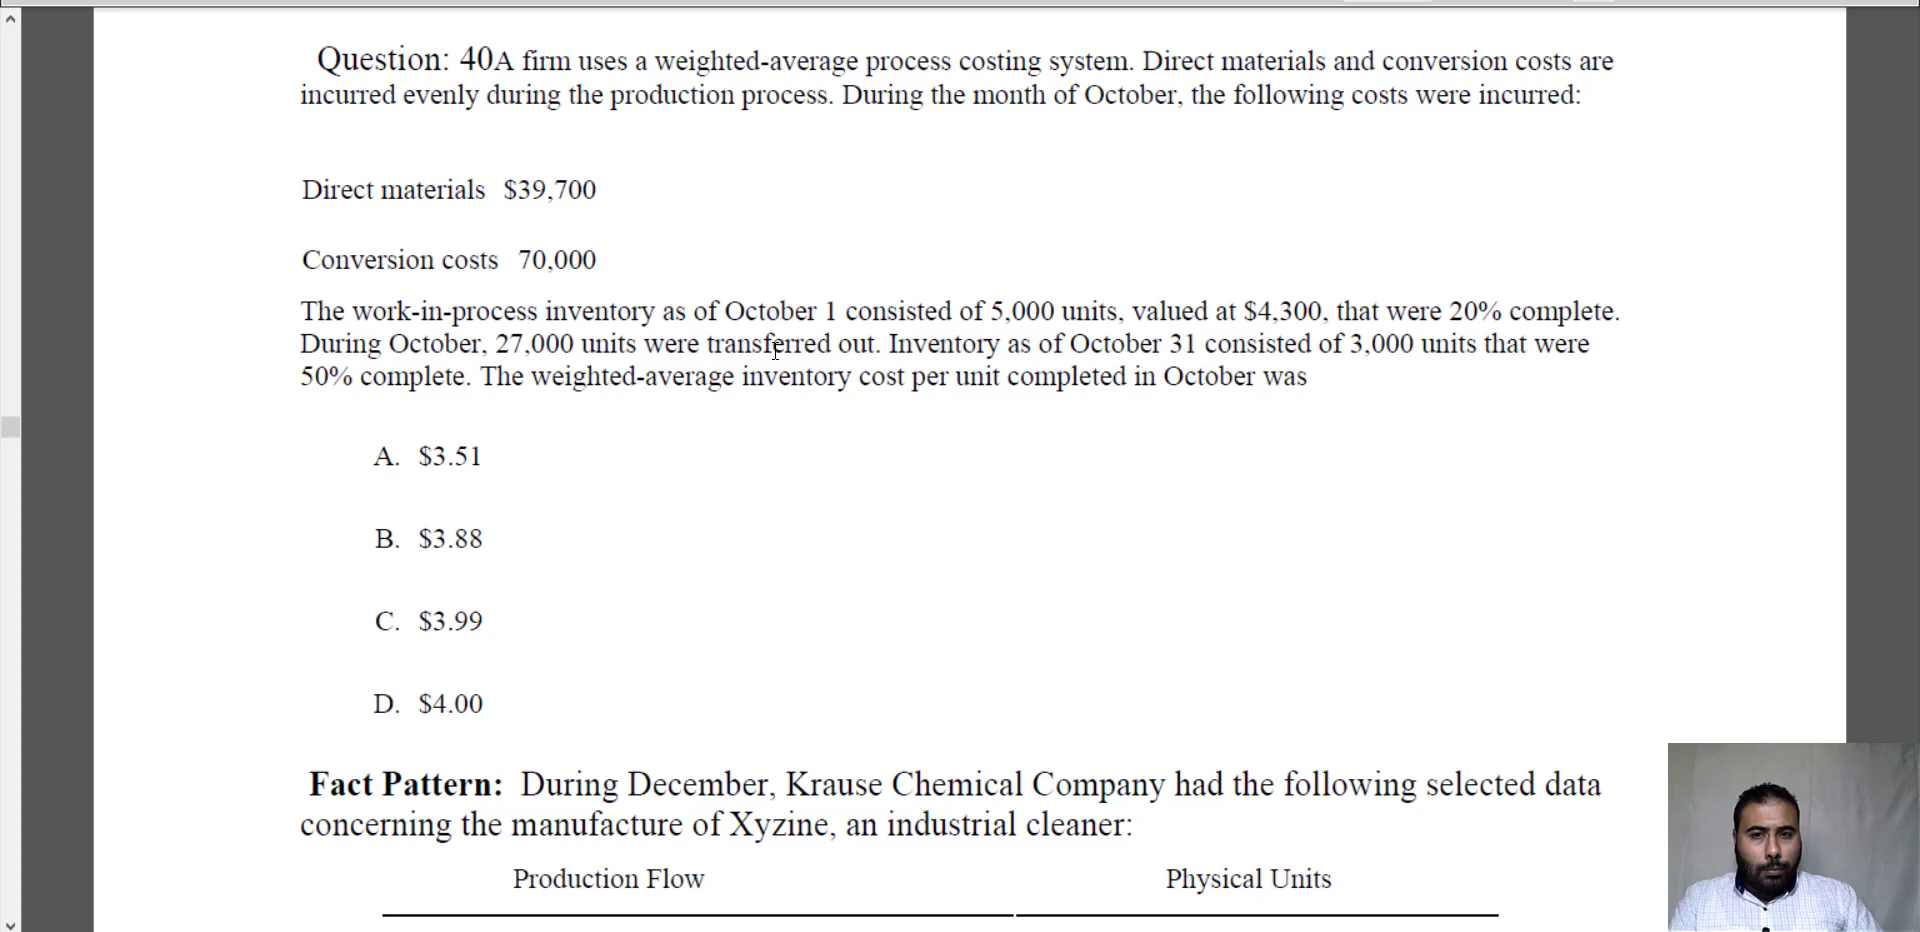 Question: 40A firm uses a weighted-average process costing system. Direct materials and conversion costs are
incurred evenly during the production process. During the month of October, the following costs were incurred:
Direct materials $39,700
Conversion costs 70,000
The work-in-process inventory as of October 1 consisted of 5,000 units, valued at $4,300, that were 20% complete.
During October, 27,000 units were transferred out. Inventory as of October 31 consisted of 3,000 units that were
50% complete. The weighted-average inventory cost per unit completed in October was
A. $3.51
B. $3.88
C. $3.99
D. $4.00
Fact Pattern: During December, Krause Chemical Company had the following selected data
concerning the manufacture of Xyzine, an industrial cleaner:
Production Flow Physical Units